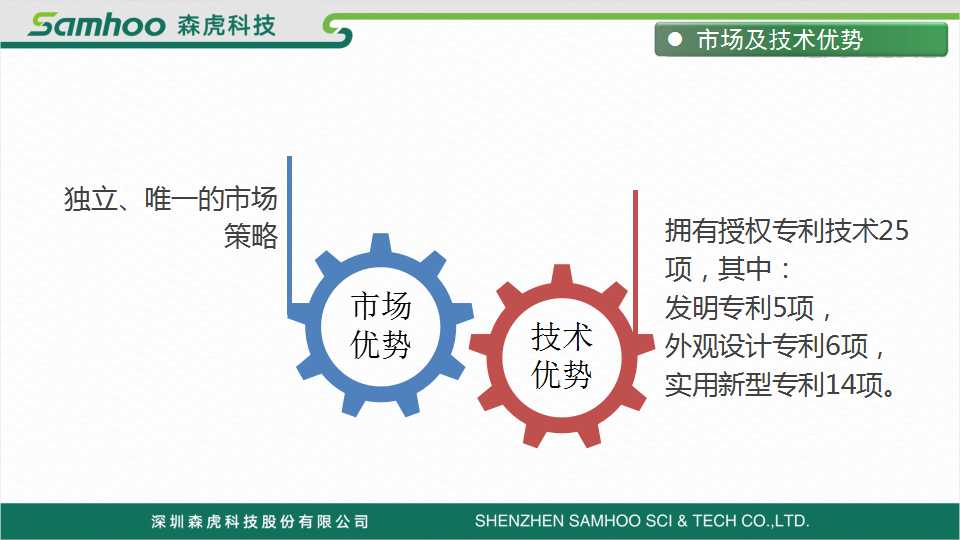 Samhoo 森虎科技
● 市场及技术优势
独立、唯一的市场
策略
市场
优势
技术
优势
拥有授权专利技术25
项，其中：
发明专利5项，
外观设计专利6项，
实用新型专利14项。
深圳森虎科技股份有限公司 SHENZHEN SAMHOO SCI & TECH CO.,LTD.